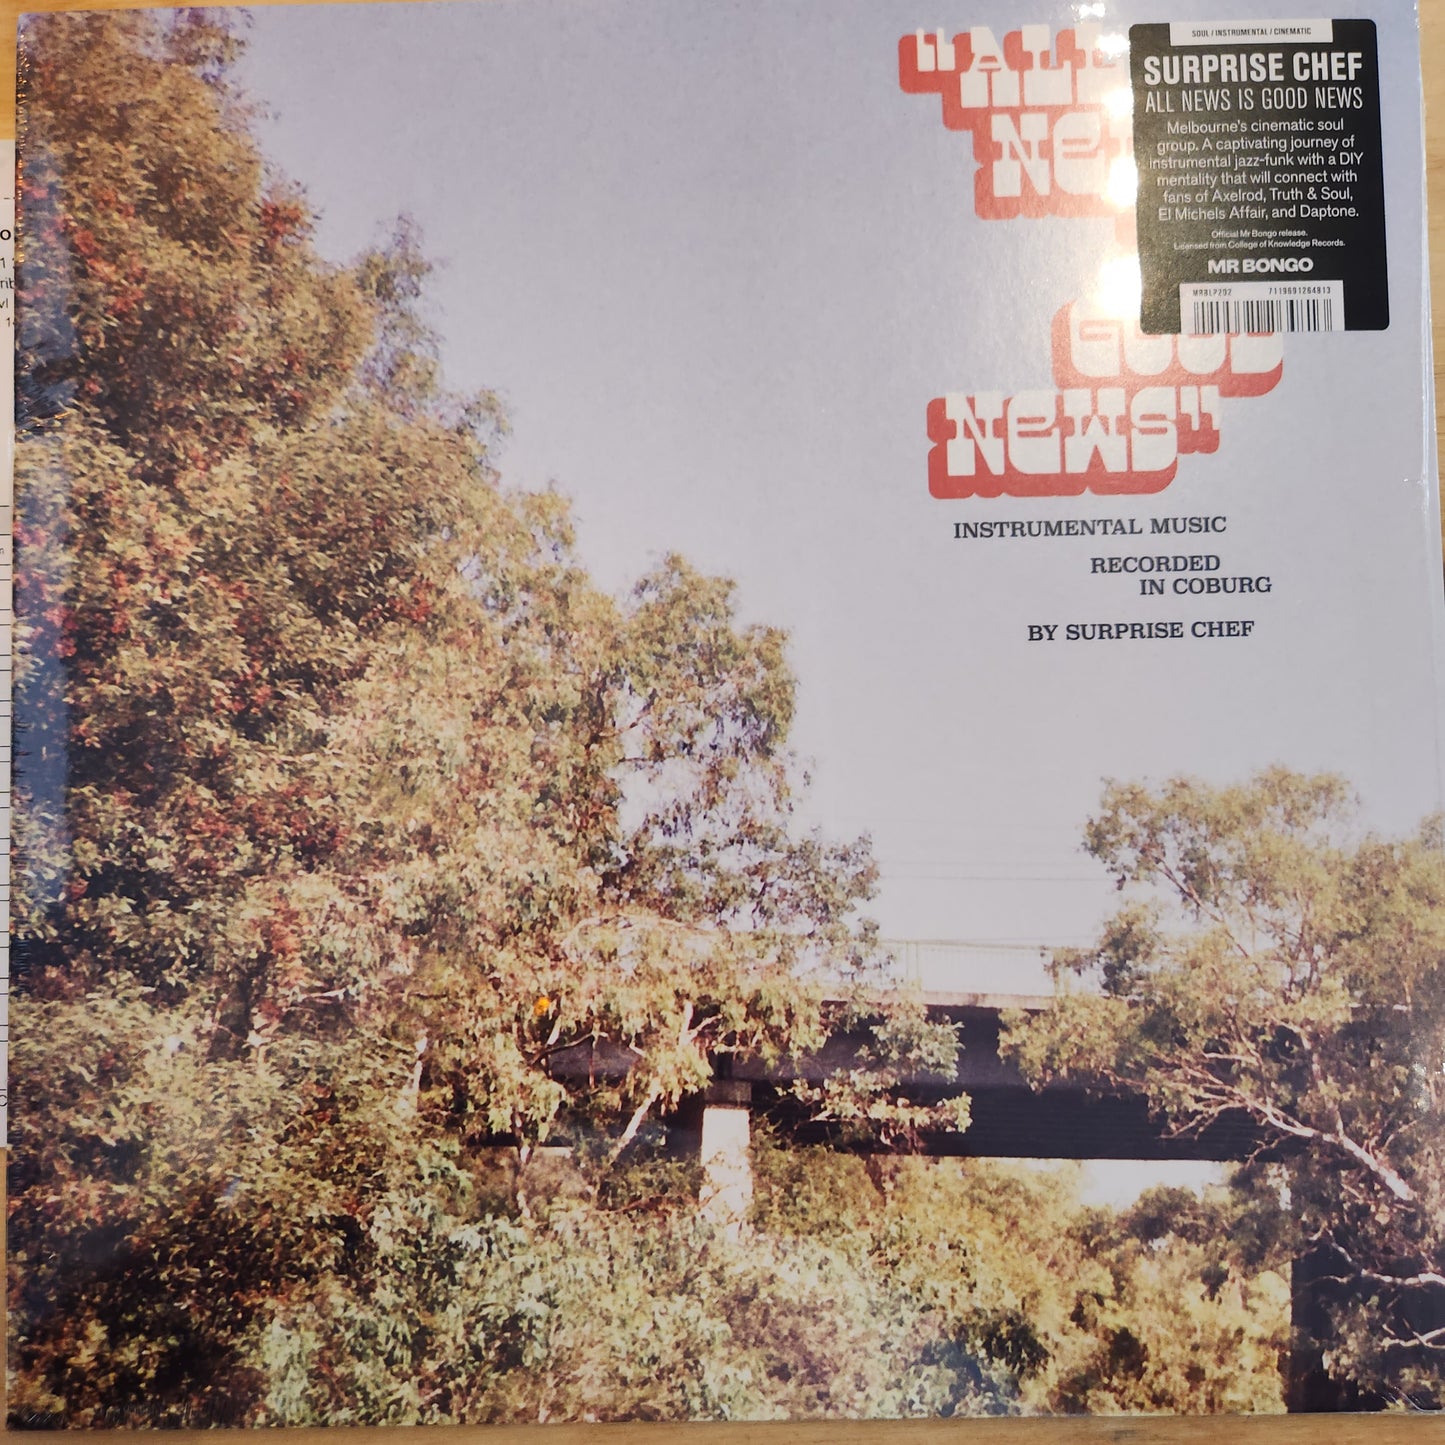 SOUL / INSTRUMENTAL / CINEMATIC
SURPRISE CHEF
ALL NEWS IS GOOD NEWS
Melbourne's cinematic soul
group. A captivating journey of
instrumental jazz-funk with a DIY
mentality that will connect with
fans of Axelrod, Truth & Soul,
El Michels Affair, and Daptone.
Official Mr Bongo release.
Licensed from College of Knowledge Records.
MR BONGO
MRBLP202 7119691264813
"ALL
NEW
GOOD
NEWS"
INSTRUMENTAL MUSIC
RECORDED
IN COBURG
BY SURPRISE CHEF